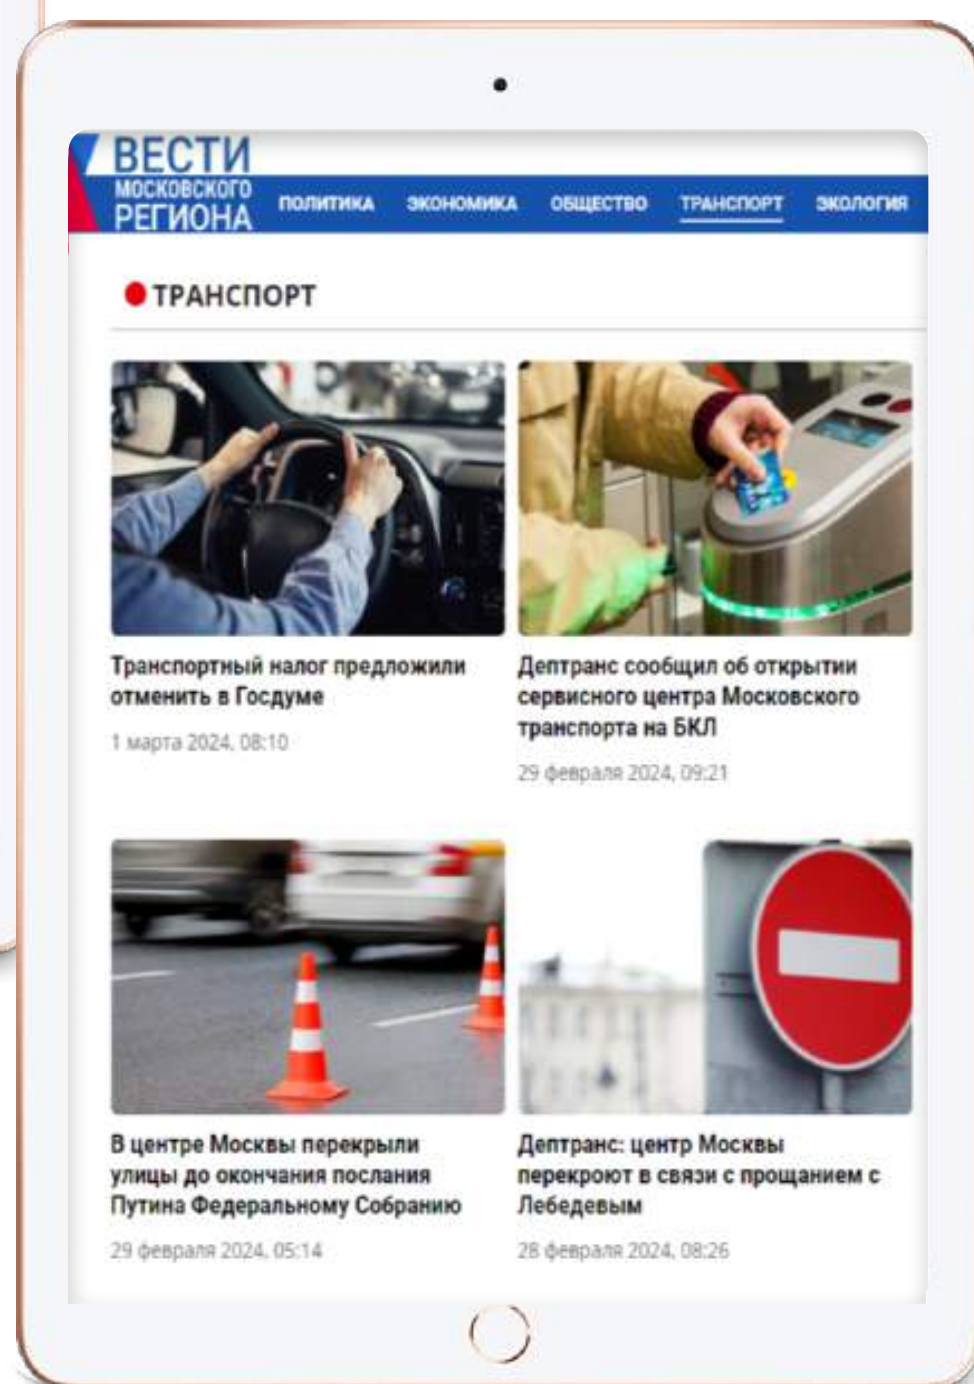 ВЕСТИ
МОСКОВСКОГО
РЕГИОНА
ПОЛИТИКА ЭКОНОМИКА ОБЩЕСТВО ТРАНСПОРТ ЭКОЛОГИЯ
ТРАНСПОРТ
Транспортный налог предложили
отменить в Госдуме
1 марта 2024, 08:10
Дептранс сообщил об открытии
сервисного центра Московского
транспорта на БКЛ
29 февраля 2024, 09:21
В центре Москвы перекрыли
улицы до окончания послания
Путина Федеральному Собранию
29 февраля 2024, 05:14
Дептранс: центр Москвы
перекроют в связи с прощанием с
Лебедевым
28 февраля 2024, 08:26